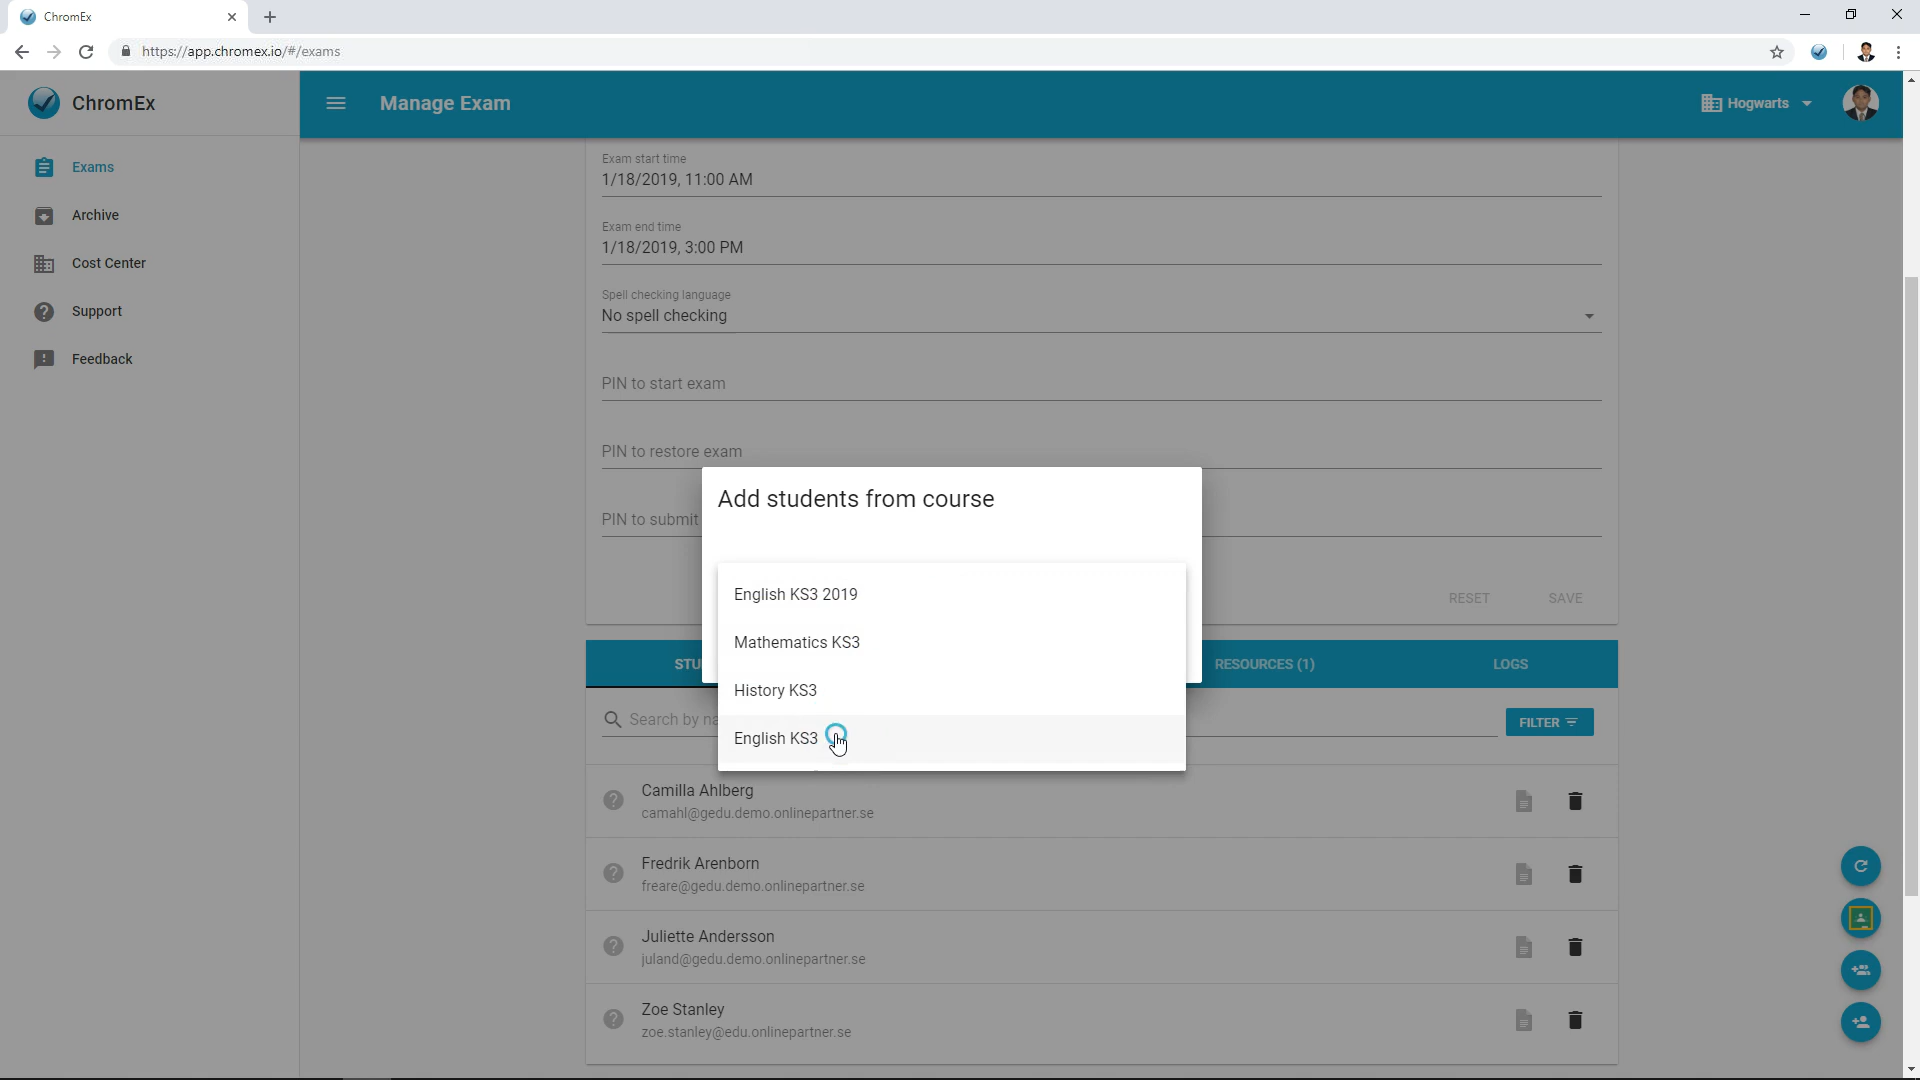 ChromEx
https://app.chromex.io/#/exams
ChromEx
Manage Exam
Hogwarts
Exams
Archive
Cost Center
Support
Feedback
Exam start time
1/18/2019, 11:00 AM
Exam end time
1/18/2019, 3:00 PM
Spell checking language
No spell checking
PIN to start exam
PIN to restore exam
PIN to submit
Add students from course
English KS3 2019
Mathematics KS3
History KS3
English KS3
RESET SAVE
RESOURCES (1) LOGS
Search by
FILTER
Camilla Ahlberg
camahl@gedu.demo.onlinepartner.se
Fredrik Arenborn
freare@gedu.demo.onlinepartner.se
Juliette Andersson
juland@gedu.demo.onlinepartner.se
Zoe Stanley
zoe.stanley@edu.onlinepartner.se